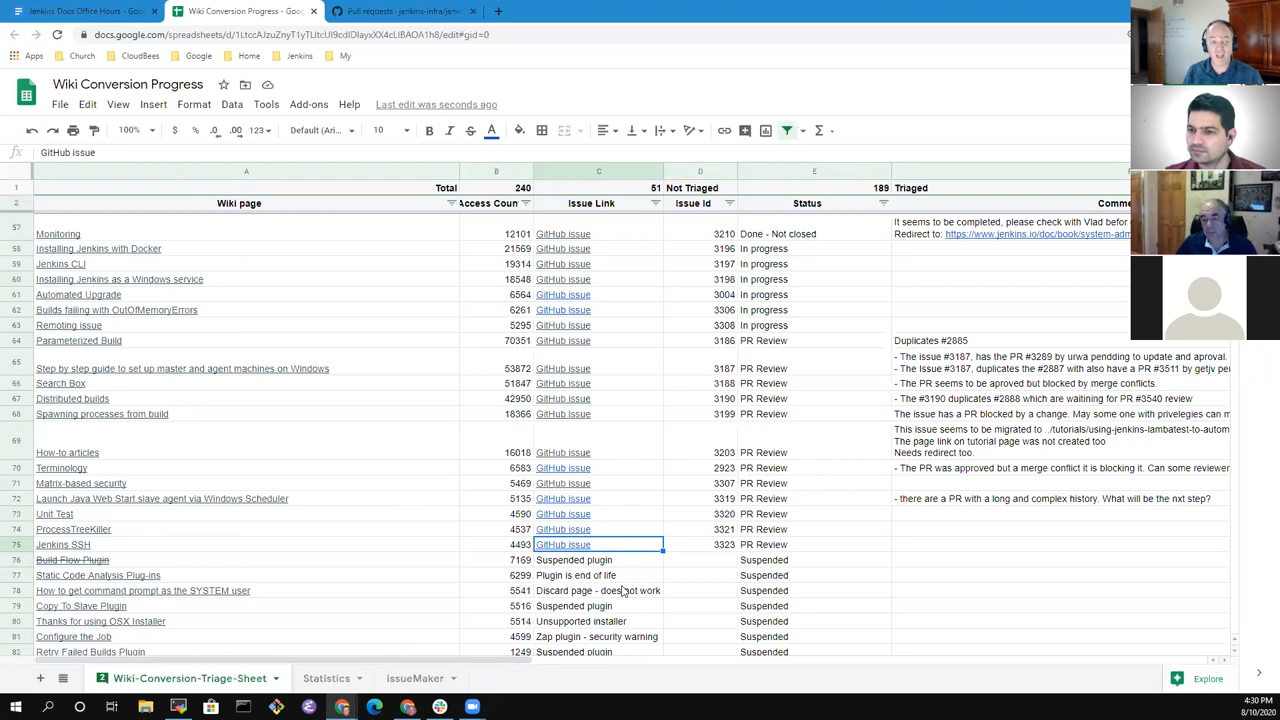 Jenkins Docs Office Hours - Googl
Wiki Conversion Progress - Goog
Pull requests · jenkins-infra/jen
docs.google.com/spreadsheets/d/
/edit#gid=0
Apps
Church
CloudBees
Google
Home
Jenkins
My
Wiki Conversion Progress
File Edit View Insert Format Data Tools Add-ons Help Last edit was seconds ago
100% $ % .0 .00 123 Default (Ari... 10
GitHub issue
A B C D E
1 Total 240 51 Not Triaged 189 Triaged
2 Wiki page Access Coun Issue Link Issue Id Status Comme
It seems to be completed, please check with Vlad befor
57 Monitoring 12101 GitHub issue 3210 Done - Not closed Redirect to: https://www.jenkins.io/doc/book/system-adm
58 Installing Jenkins with Docker 21569 GitHub issue 3196 In progress
59 Jenkins CLI 19314 GitHub issue 3197 In progress
60 Installing Jenkins as a Windows service 18548 GitHub issue 3198 In progress
61 Automated Upgrade 6564 GitHub issue 3004 In progress
62 Builds failing with OutOfMemoryErrors 6261 GitHub issue 3306 In progress
63 Remoting issue 5295 GitHub issue 3308 In progress
64 Parameterized Build 70351 GitHub issue 3186 PR Review Duplicates #2885
- The issue #3187, has the PR #3289 by urwa pendding to update and aproval.
65 Step by step guide to set up master and agent machines on Windows 53872 GitHub issue 3187 PR Review - The Issue #3187, duplicates the #2887 with also have a PR #3511 by getjv per
66 Search Box 51847 GitHub issue 3188 PR Review - The PR seems to be aproved but blocked by merge conflicts.
67 Distributed builds 42950 GitHub issue 3190 PR Review - The #3190 duplicates #2888 which are waitining for PR #3540 review
68 Spawning processes from build 18366 GitHub issue 3199 PR Review The issue has a PR blocked by a change. May some one with privelegies can m
This issue seems to be migrated to ../tutorials/using-jenkins-lambatest-to-autom
The page link on tutorial page was not created too
69 How-to articles 16018 GitHub issue 3203 PR Review Needs redirect too.
70 Terminology 6583 GitHub issue 2923 PR Review - The PR was approved but a merge conflict it is blocking it. Can some reviewer
71 Matrix-based security 5469 GitHub issue 3307 PR Review
72 Launch Java Web Start slave agent via Windows Scheduler 5135 GitHub issue 3319 PR Review - there are a PR with a long and complex history. What will be the nxt step?
73 Unit Test 4590 GitHub issue 3320 PR Review
74 ProcessTreeKiller 4537 GitHub issue 3321 PR Review
75 Jenkins SSH 4493 GitHub issue 3323 PR Review
76 Build Flow Plugin 7169 Suspended plugin Suspended
77 Static Code Analysis Plug-ins 6299 Plugin is end of life Suspended
78 How to get command prompt as the SYSTEM user 5541 Discard page - does not work Suspended
79 Copy To Slave Plugin 5516 Suspended plugin Suspended
80 Thanks for using OSX Installer 5514 Unsupported installer Suspended
81 Configure the Job 4599 Zap plugin - security warning Suspended
82 Retry Failed Builds Plugin 1249 Suspended plugin Suspended
2 Wiki-Conversion-Triage-Sheet Statistics issueMaker Explore
4:30 PM
8/10/2020